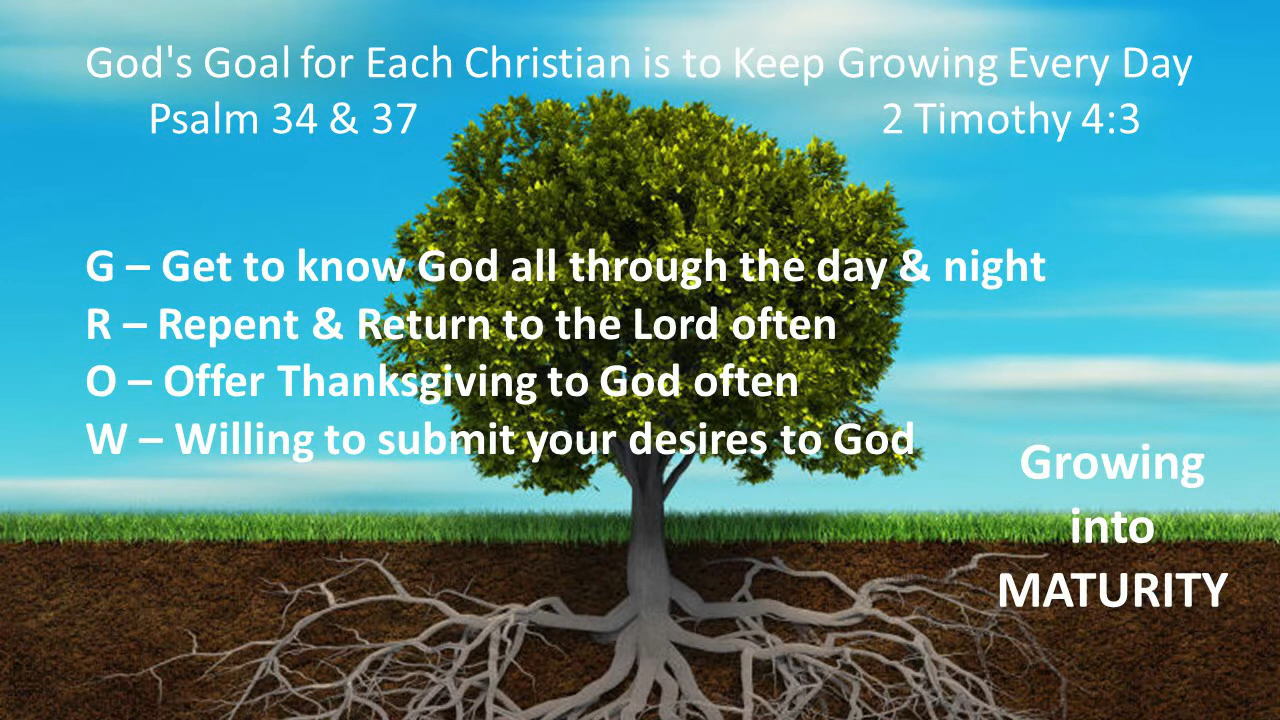 God's Goal for Each Christian is to Keep Growing Every Day
Psalm 34 & 37 2 Timothy 4:3
G – Get to know God all through the day & night
R – Repent & Return to the Lord often
O – Offer Thanksgiving to God often
W – Willing to submit your desires to God
Growing
into
MATURITY